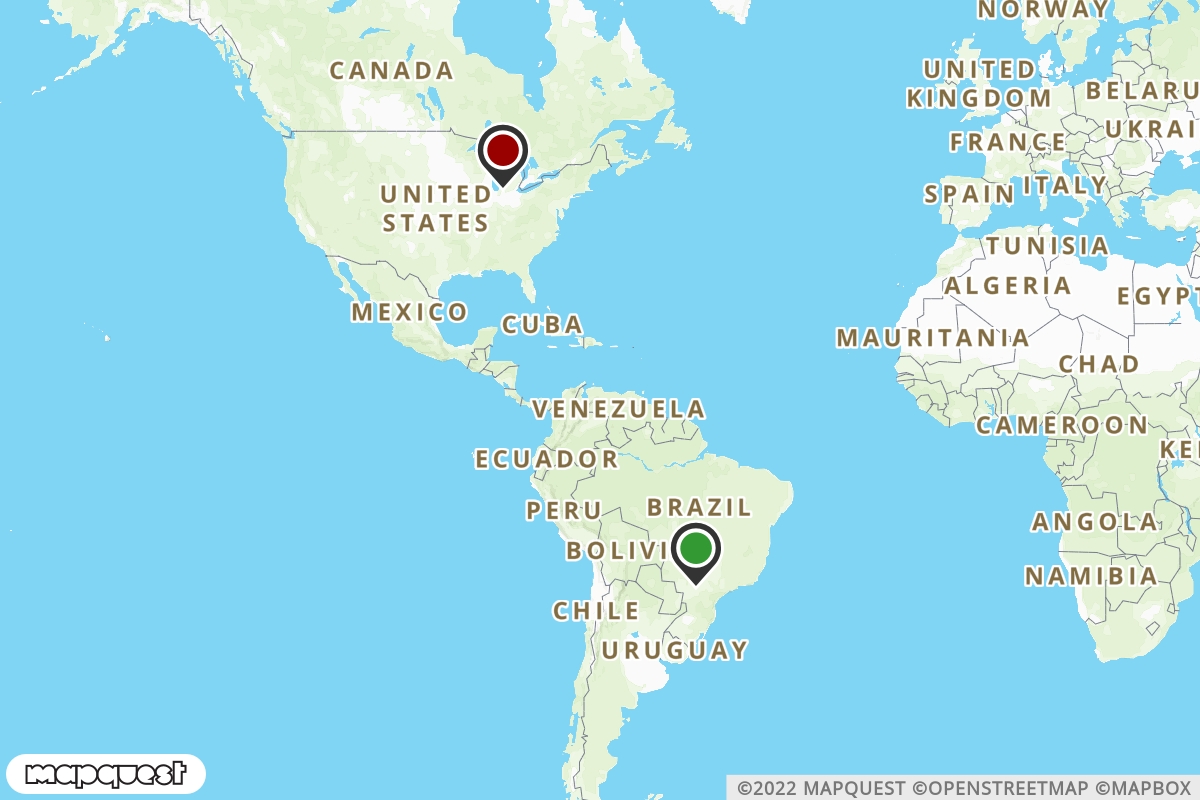 NORWAY
CANADA
UNITED
KINGDOM
BELARU
UKRAI
FRANCE
UNITED
STATES
SPAIN
ITALY
TUNISIA
ALGERIA
EGYPT
MEXICO
CUBA
MAURITANIA
CHAD
VENEZUELA
CAMEROON
KE
ECUADOR
PERU
BRAZIL
ANGOLA
BOLIVI
NAMIBIA
CHILE
URUGUAY
mapquest
©2022 MAPQUEST ©OPENSTREETMAP ©MAPBOX